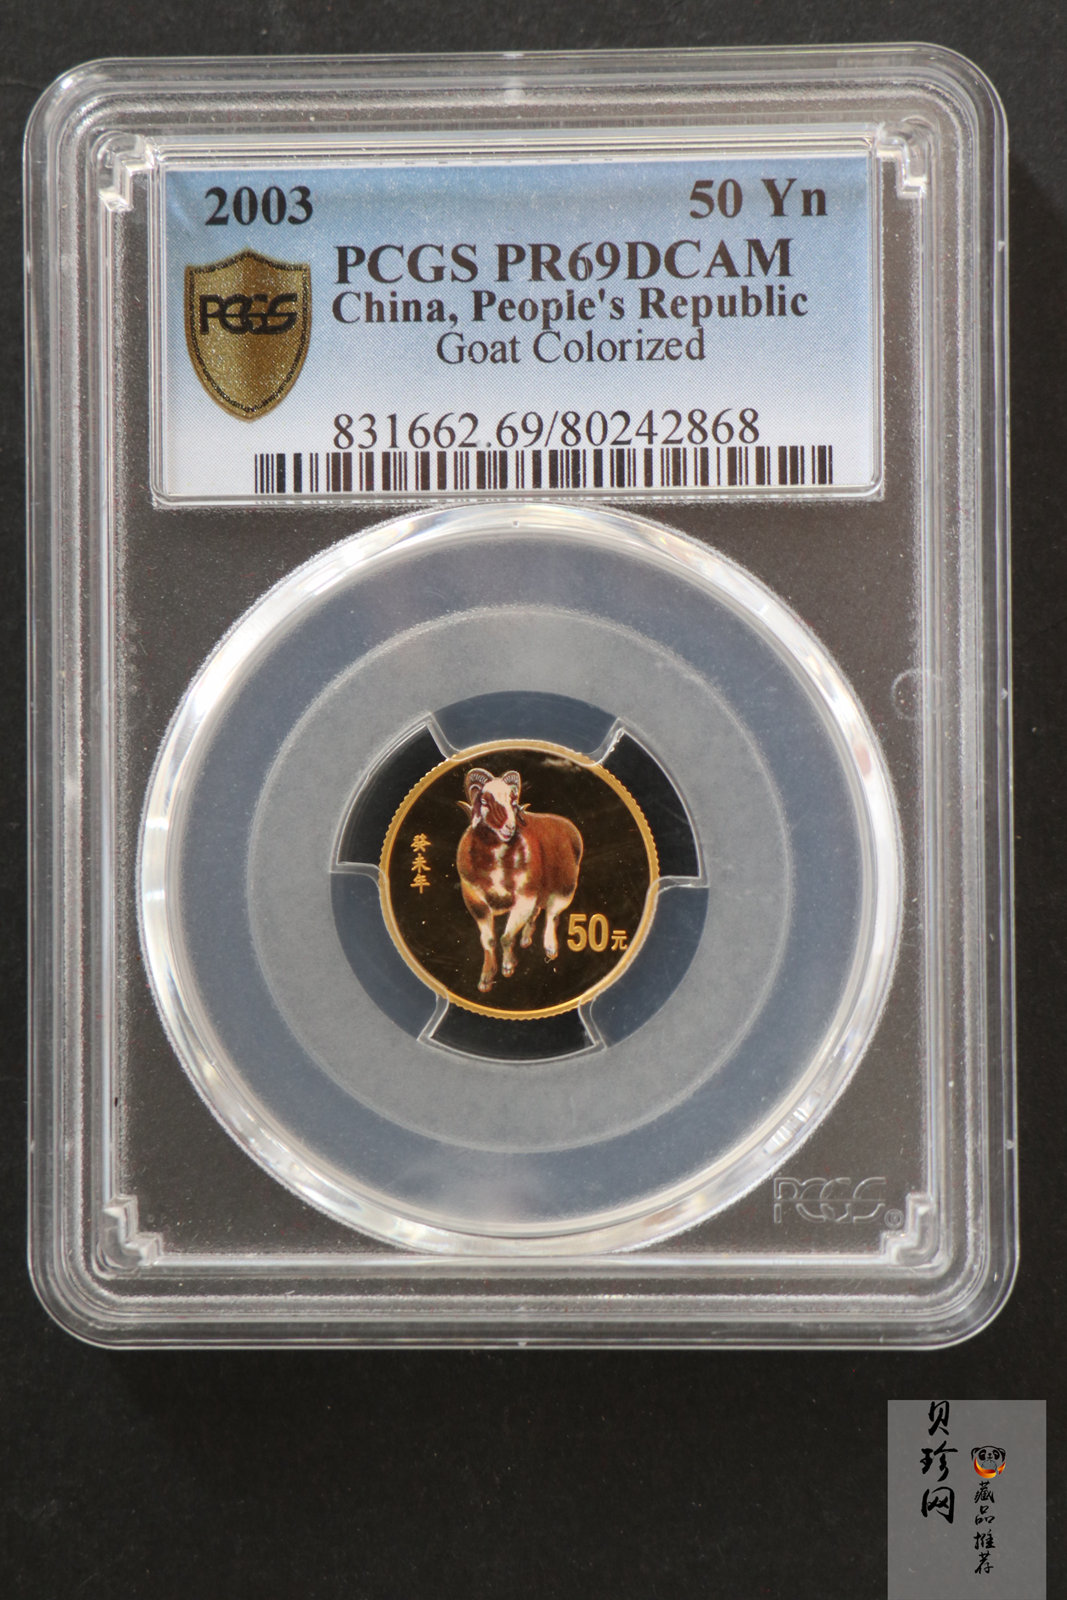 2003 50 Yn
PCGS PR69DCAM
PCGS
China, People's Republic
Goat Colorized
831662.69/80242868
癸未年
50元
PCGS®
贝珍网
藏品推荐